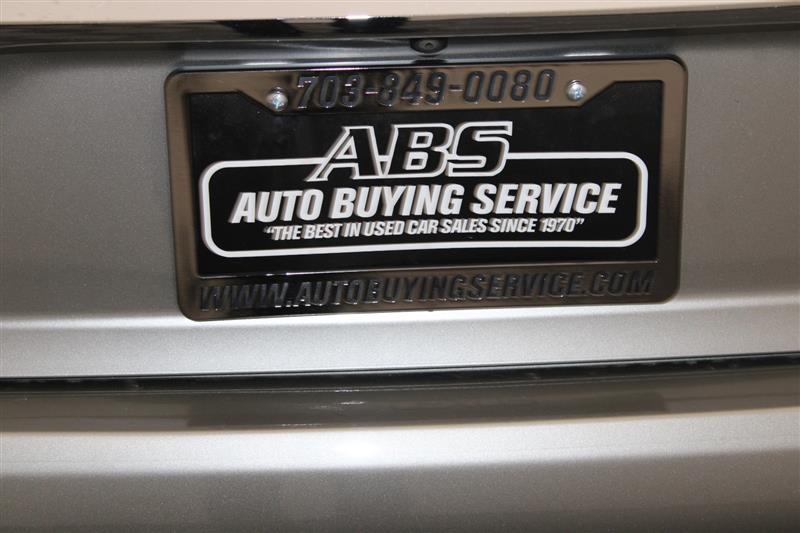 703-849-0080
ABS
AUTO BUYING SERVICE
"THE BEST IN USED CAR SALES SINCE 1970"
WWW.AUTOBUYINGSERVICE.COM